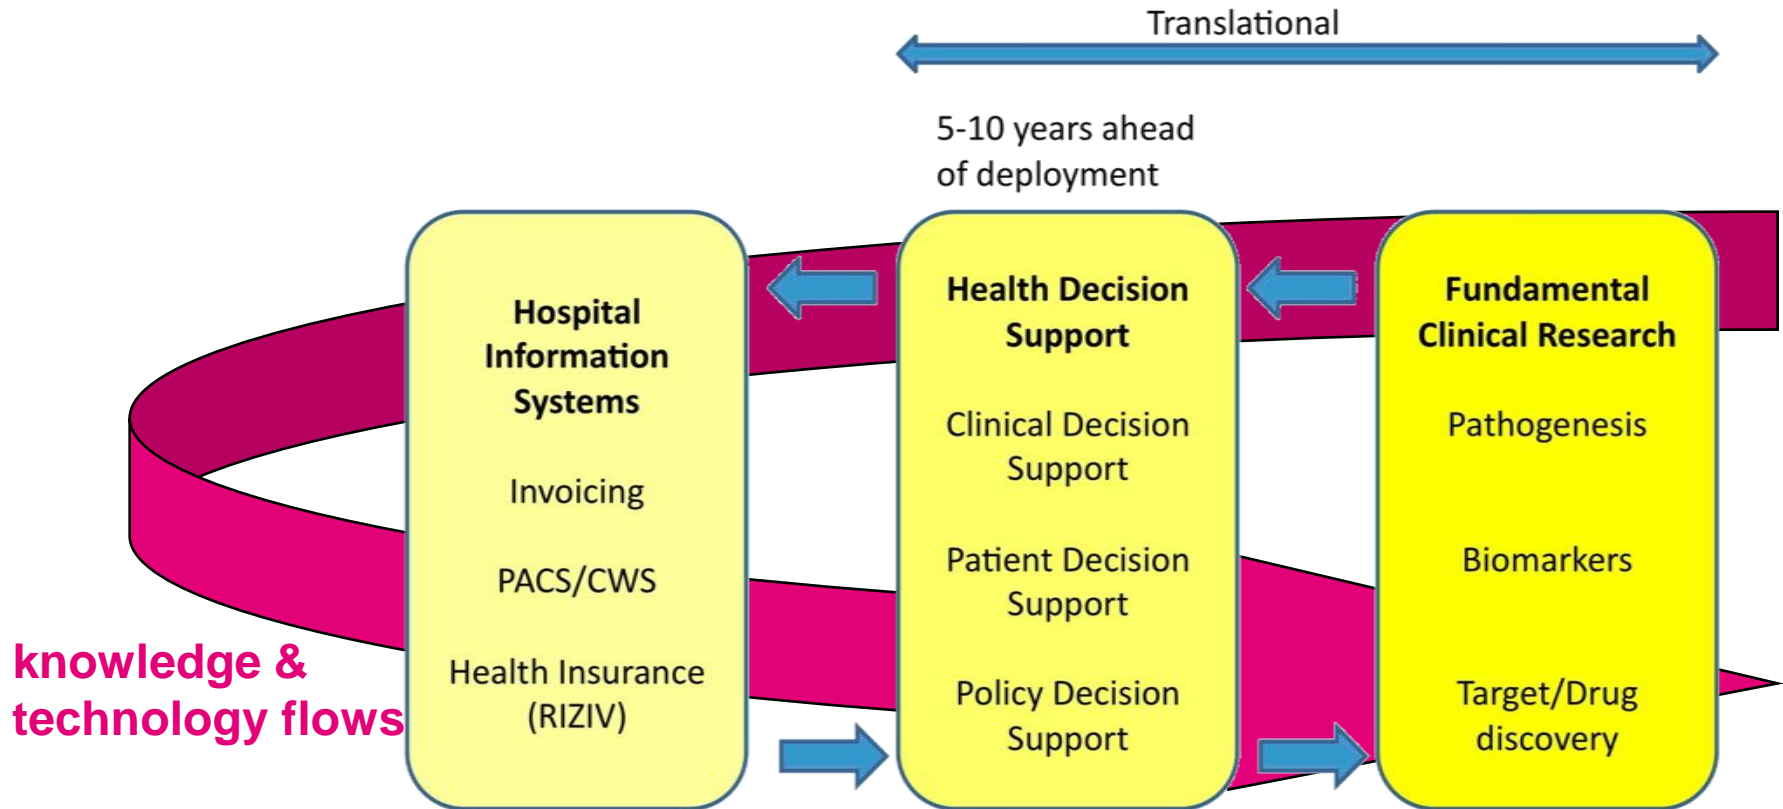 Translational
5-10 years ahead
of deployment
Hospital
Information
Systems
Invoicing
PACS/CWS
Health Insurance
(RIZIV)
Health Decision
Support
Clinical Decision
Support
Patient Decision
Support
Policy Decision
Support
Fundamental
Clinical Research
Pathogenesis
Biomarkers
Target/Drug
discovery
knowledge &
technology flows